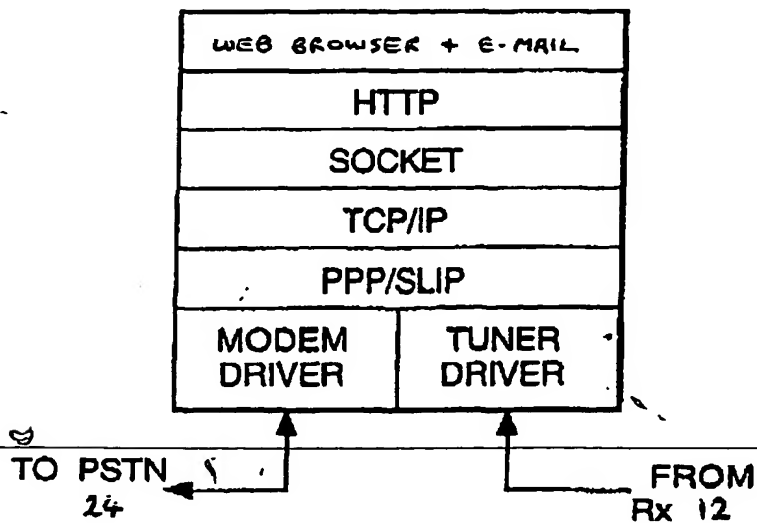 WEB BROWSER + E-MAIL
HTTP
SOCKET
TCP/IP
PPP/SLIP
MODEM
DRIVER
TUNER
DRIVER
TO PSTN
24
FROM
Rx 12